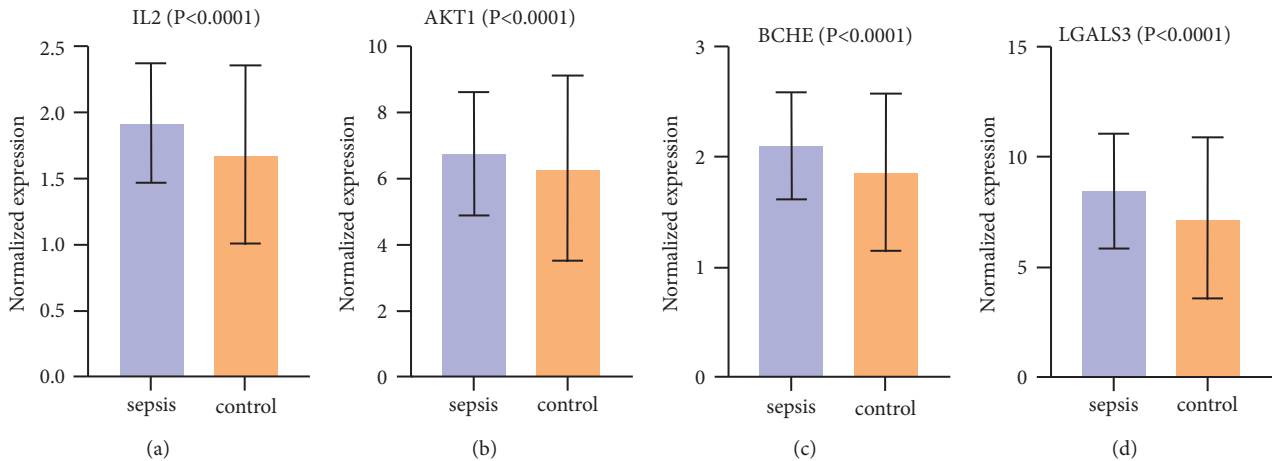 IL2 (P<0.0001)
Normalized expression
2.5
2.0
1.5
1.0
0.5
0.0
sepsis
control
(a)
AKT1 (P<0.0001)
Normalized expression
10
8
6
4
2
0
sepsis
control
(b)
BCHE (P<0.0001)
Normalized expression
3
2
1
0
sepsis
control
(c)
LGALS3 (P<0.0001)
Normalized expression
15
10
5
0
sepsis
control
(d)